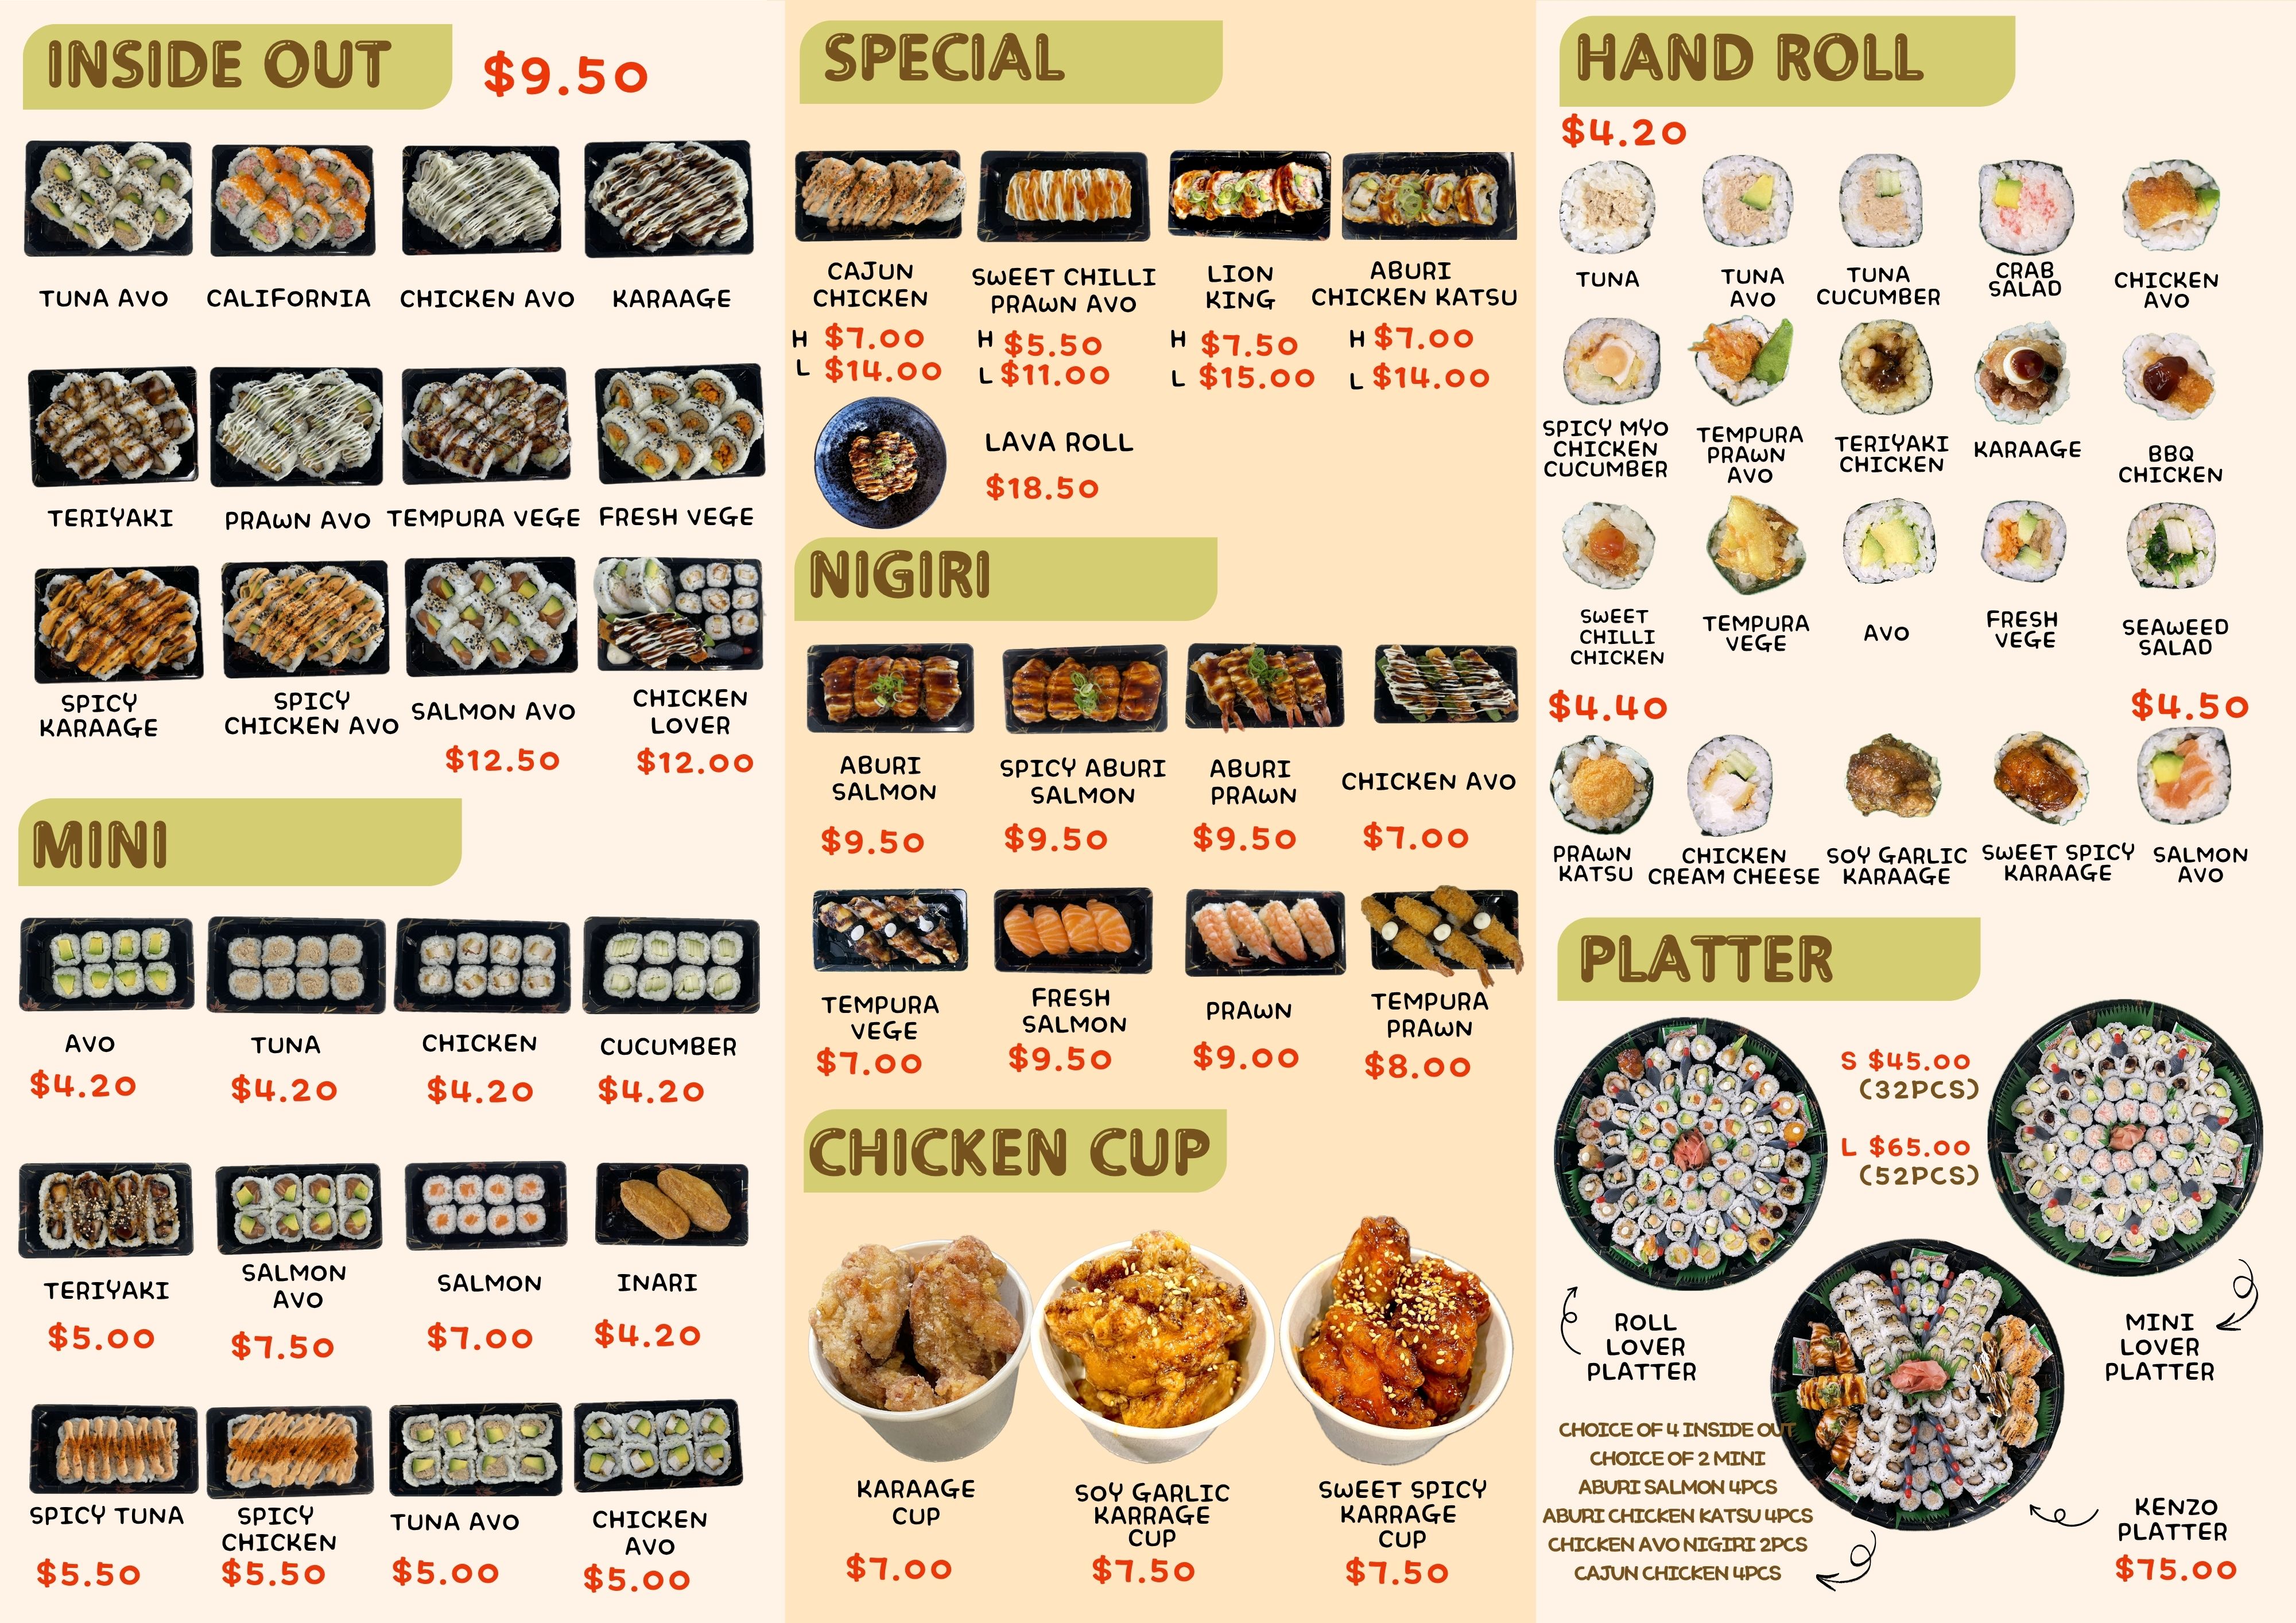 INSIDE OUT
$9.50
TUNA AVO
CALIFORNIA
CHICKEN AVO
KARAAGE
TERIYAKI
PRAWN AVO
TEMPURA VEGE
FRESH VEGE
SPICY
KARAAGE
SPICY
CHICKEN AVO
SALMON AVO
$12.50
CHICKEN
LOVER
$12.00
MINI
AVO
$4.20
TUNA
$4.20
CHICKEN
$4.20
CUCUMBER
$4.20
TERIYAKI
$5.00
SALMON
AVO
$7.50
SALMON
$7.00
INARI
$4.20
SPICY TUNA
$5.50
SPICY
CHICKEN
$5.50
TUNA AVO
$5.00
CHICKEN
AVO
$5.00
SPECIAL
CAJUN
CHICKEN
H $7.00
L $14.00
SWEET CHILLI
PRAWN AVO
H $5.50
L $11.00
LION
KING
H $7.50
L $15.00
ABURI
CHICKEN KATSU
H $7.00
L $14.00
LAVA ROLL
$18.50
NIGIRI
ABURI
SALMON
$9.50
SPICY ABURI
SALMON
$9.50
ABURI
PRAWN
$9.50
CHICKEN AVO
$7.00
TEMPURA
VEGE
$7.00
FRESH
SALMON
$9.50
PRAWN
$9.00
TEMPURA
PRAWN
$8.00
CHICKEN CUP
KARAAGE
CUP
$7.00
SOY GARLIC
KARRAGE
CUP
$7.50
SWEET SPICY
KARRAGE
CUP
$7.50
HAND ROLL
$4.20
TUNA
TUNA
AVO
TUNA
CUCUMBER
CRAB
SALAD
CHICKEN
AVO
SPICY MYO
CHICKEN
CUCUMBER
TEMPURA
PRAWN
AVO
TERIYAKI
CHICKEN
KARAAGE
BBQ
CHICKEN
SWEET
CHILLI
CHICKEN
TEMPURA
VEGE
AVO
FRESH
VEGE
SEAWEED
SALAD
$4.40
$4.50
PRAWN
KATSU
CHICKEN
CREAM CHEESE
SOY GARLIC
KARAAGE
SWEET SPICY
KARAAGE
SALMON
AVO
PLATTER
S $45.00
(32PCS)
L $65.00
(52PCS)
ROLL
LOVER
PLATTER
MINI
LOVER
PLATTER
CHOICE OF 4 INSIDE OUT
CHOICE OF 2 MINI
ABURI SALMON 4PCS
ABURI CHICKEN KATSU 4PCS
CHICKEN AVO NIGIRI 2PCS
CAJUN CHICKEN 4PCS
KENZO
PLATTER
$75.00